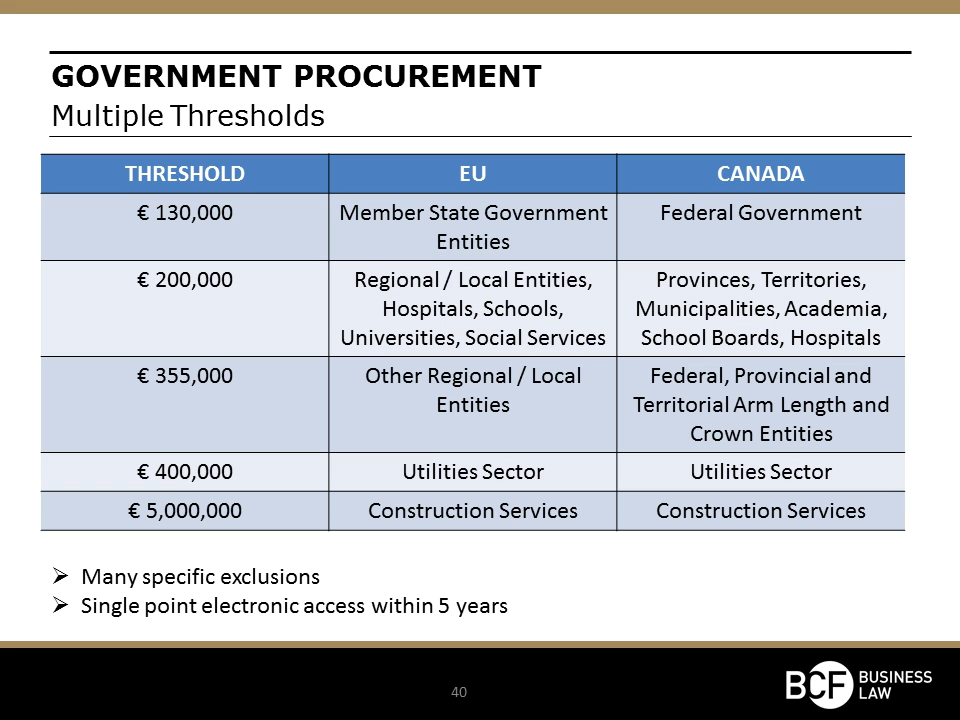 GOVERNMENT PROCUREMENT
Multiple Thresholds
THRESHOLD EU CANADA
€ 130,000 Member State Government Federal Government
Entities
€ 200,000 Regional / Local Entities, Provinces, Territories,
Hospitals, Schools, Municipalities, Academia,
Universities, Social Services School Boards, Hospitals
€ 355,000 Other Regional / Local Federal, Provincial and
Entities Territorial Arm Length and
Crown Entities
€ 400,000 Utilities Sector Utilities Sector
€ 5,000,000 Construction Services Construction Services
➢ Many specific exclusions
➢ Single point electronic access within 5 years
40
BCF BUSINESS
LAW